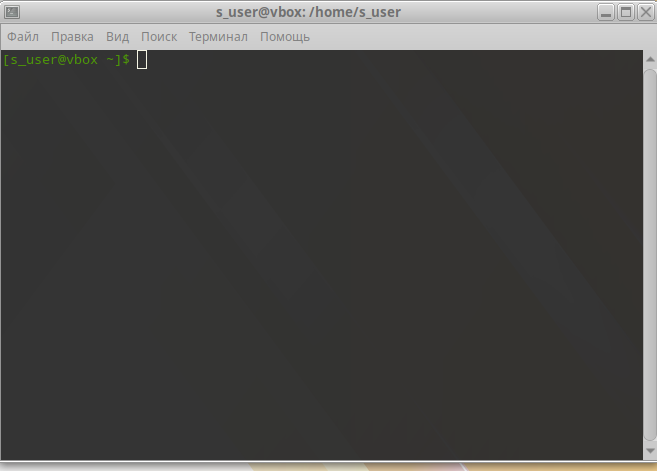 s_user@vbox: /home/s_user
Файл Правка Вид Поиск Терминал Помощь
[s_user@vbox ~]$